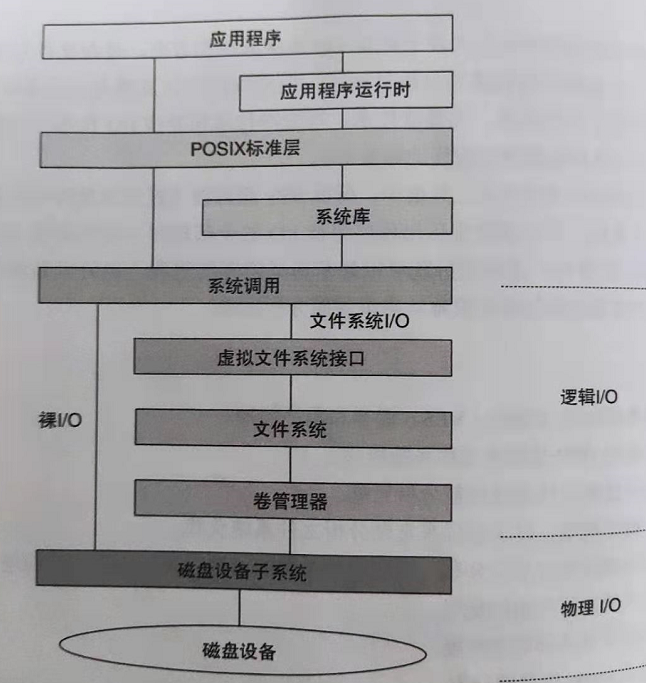 应用程序
应用程序运行时
POSIX标准层
系统库
系统调用
文件系统I/O
虚拟文件系统接口
逻辑I/O
裸I/O
文件系统
卷管理器
磁盘设备子系统
物理 I/O
磁盘设备